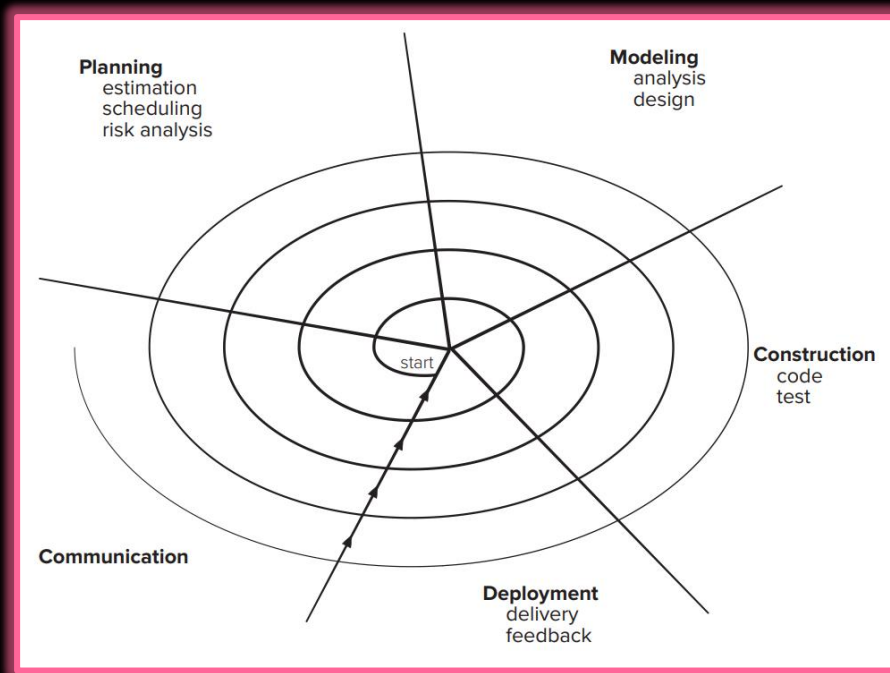 Planning
estimation
scheduling
risk analysis
Modeling
analysis
design
start
Construction
code
test
Communication
Deployment
delivery
feedback